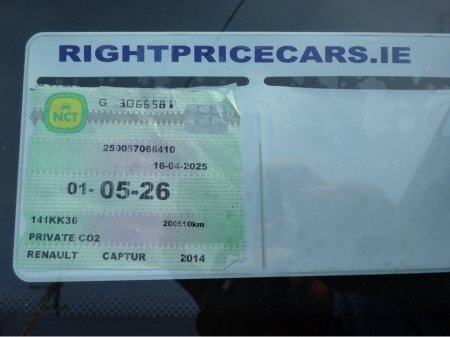 RIGHTPRICECARS.IE
G 3066581
NCT
250057066410
16-04-2025
01-05-26
141KK36 200510km
PRIVATE CO2
RENAULT CAPTUR 2014